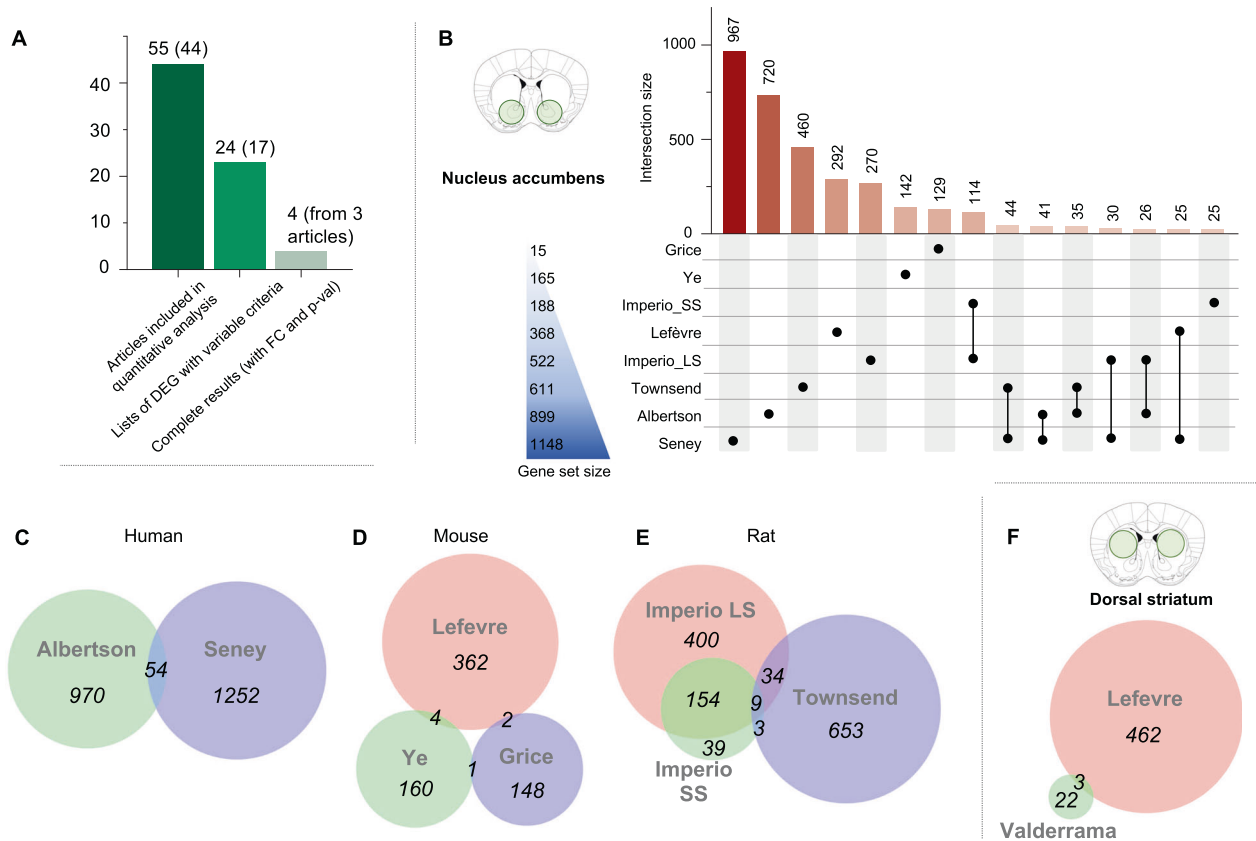 A
55 (44)
24 (17)
4 (from 3
articles)
40
30
20
10
0
Articles included in
quantitative analysis
Lists of DEG with variable criteria
Complete results (with FC and p-val)
B
Nucleus accumbens
15
165
188
368
522
611
899
1148
Gene set size
Intersection size
1000
500
0
967
720
460
292
270
142
129
114
44
41
35
30
26
25
25
Grice
Ye
Imperio_SS
Lefèvre
Imperio_LS
Townsend
Albertson
Seney
C
Human
Albertson
970
54
Seney
1252
D
Mouse
Lefevre
362
4
2
Ye
160
1
Grice
148
E
Rat
Imperio LS
400
34
154
9
3
39
Imperio
SS
Townsend
653
F
Dorsal striatum
Lefevre
462
3
22
Valderrama